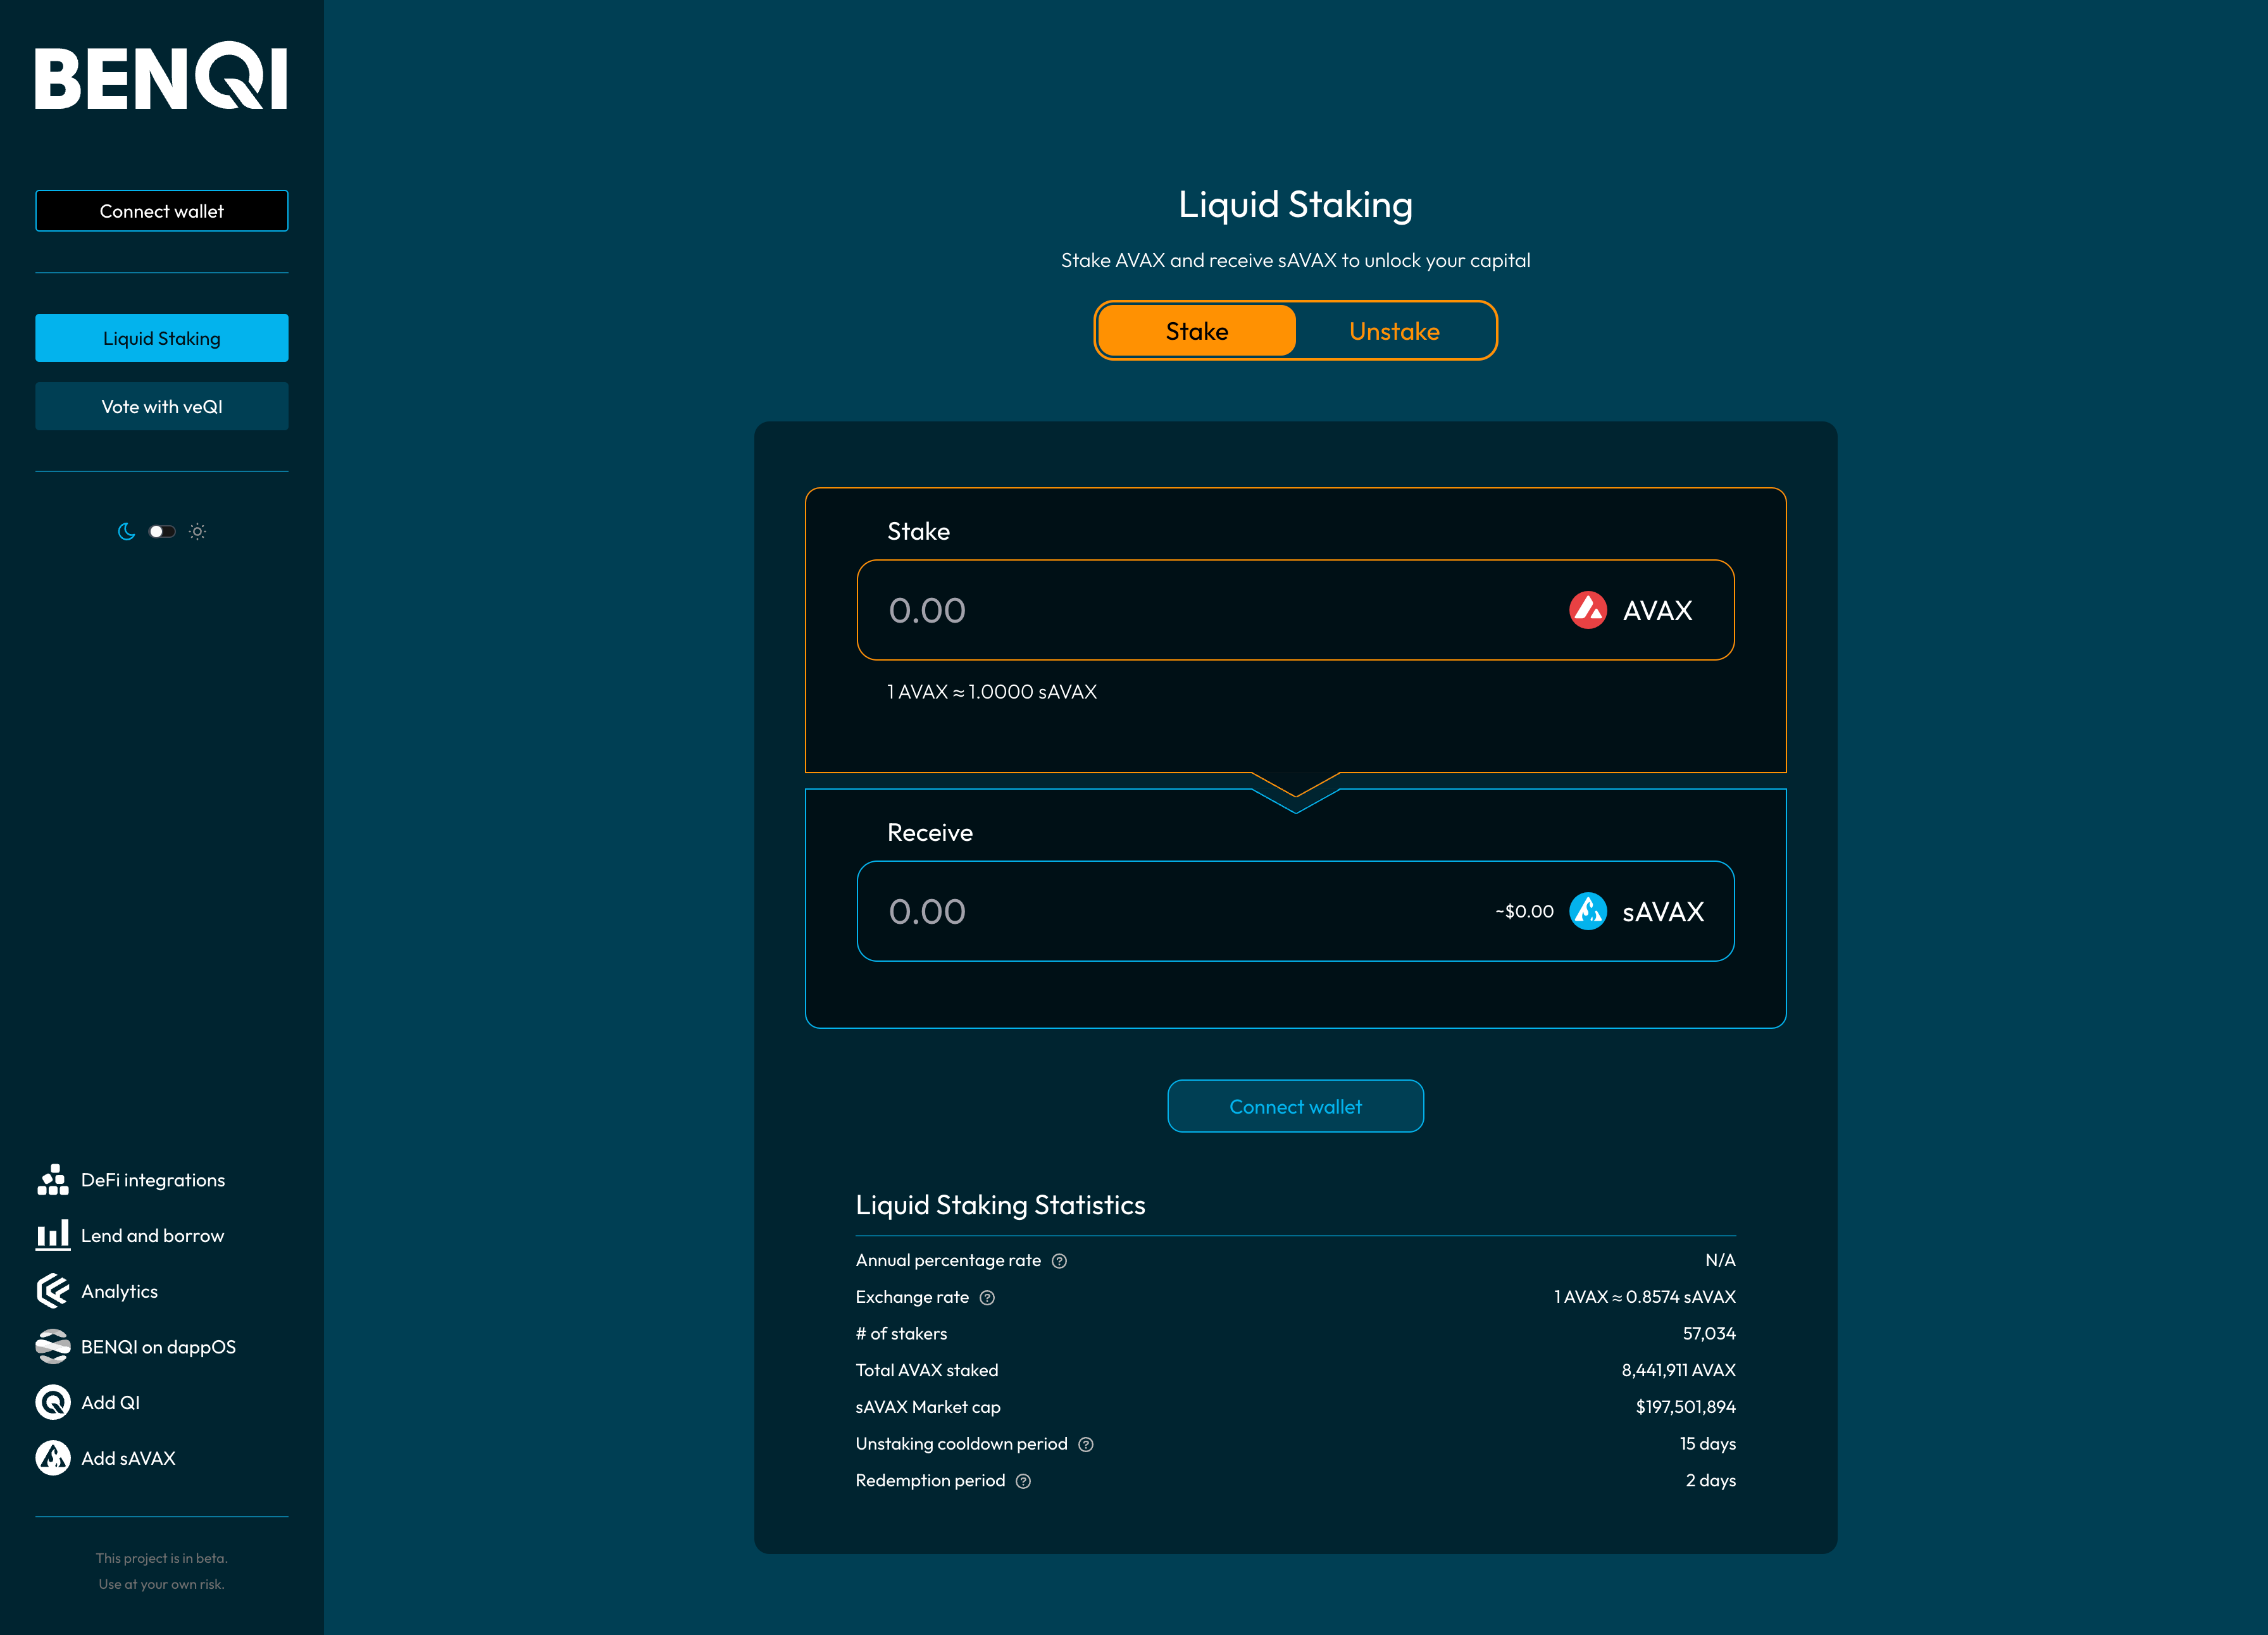 BENQI
Connect wallet
Liquid Staking
Vote with veQI
DeFi integrations
Lend and borrow
Analytics
BENQI on dappOS
Add QI
Add sAVAX
This project is in beta.
Use at your own risk.
Liquid Staking
Stake AVAX and receive sAVAX to unlock your capital
Stake Unstake
Stake
0.00 AVAX
1 AVAX ≈ 1.0000 sAVAX
Receive
0.00 ~$0.00 sAVAX
Connect wallet
Liquid Staking Statistics
Annual percentage rate ? N/A
Exchange rate ? 1 AVAX ≈ 0.8574 sAVAX
# of stakers 57,034
Total AVAX staked 8,441,911 AVAX
sAVAX Market cap $197,501,894
Unstaking cooldown period ? 15 days
Redemption period ? 2 days